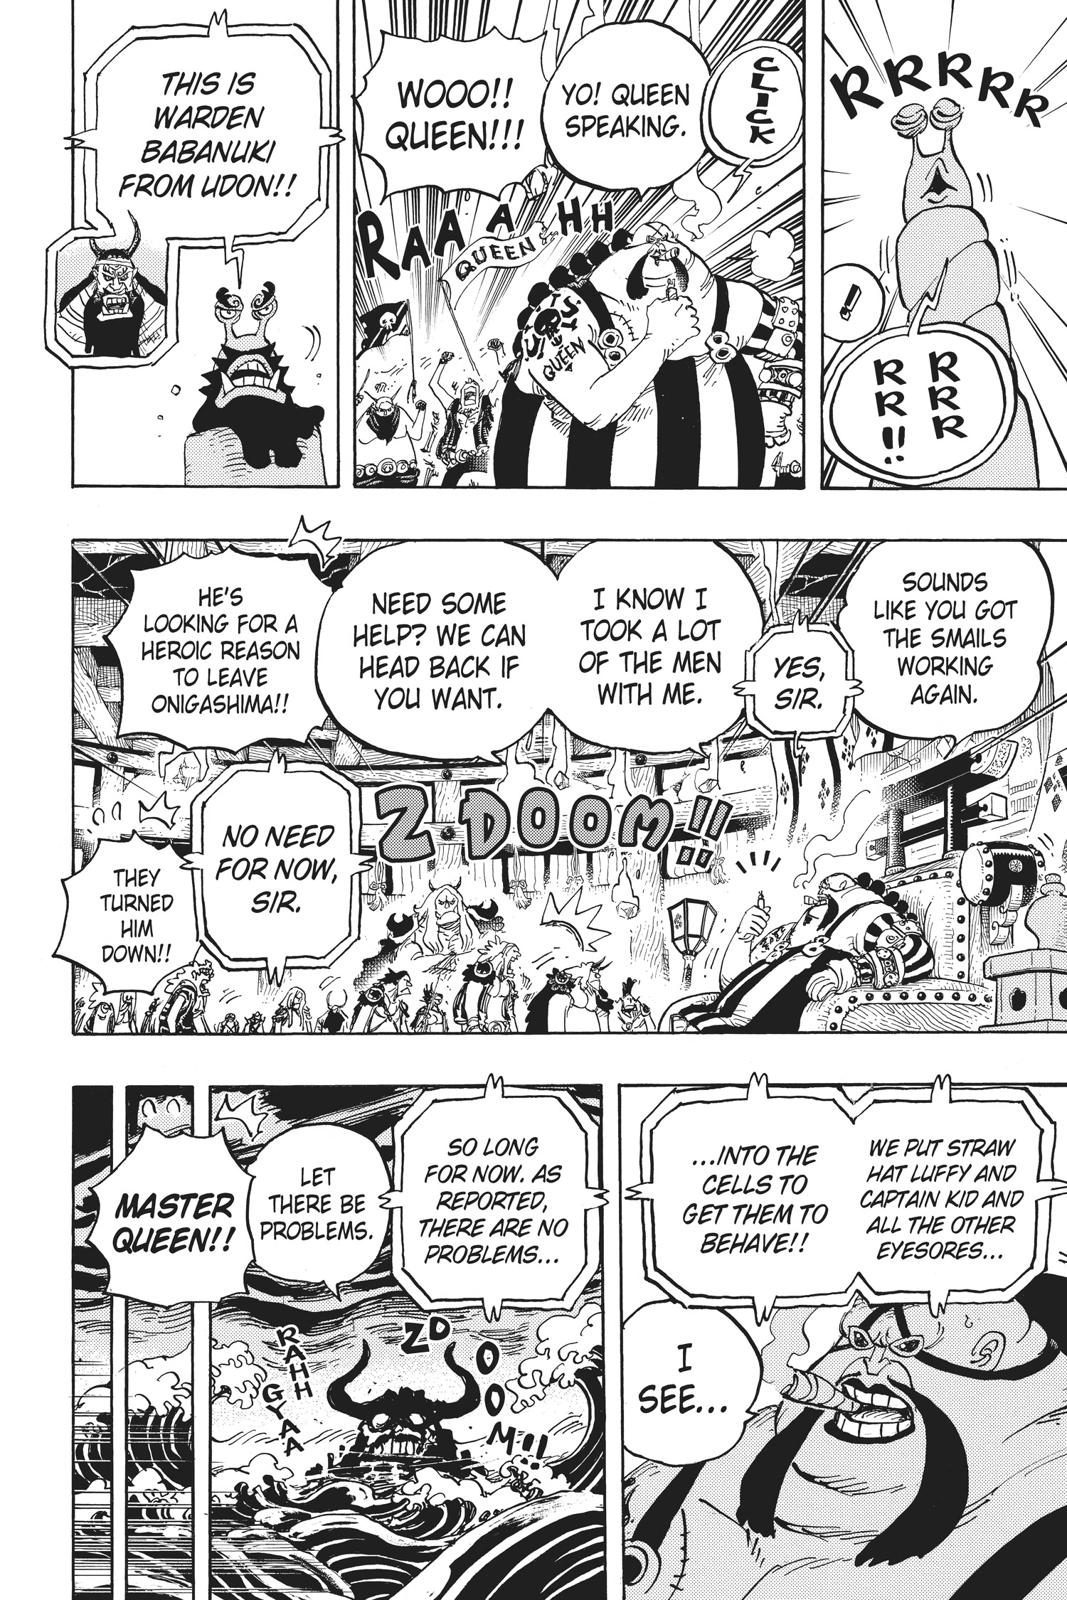 RRRRR
!
RRR
RR!!
CLICK
YO! QUEEN
SPEAKING.
WOOO!!
QUEEN!!!
RAAAHHH
QUEEN
QUEEN
THIS IS
WARDEN
BABANUKI
FROM UDON!!
SOUNDS
LIKE YOU GOT
THE SMAILS
WORKING
AGAIN.
YES,
SIR.
I KNOW I
TOOK A LOT
OF THE MEN
WITH ME.
NEED SOME
HELP? WE CAN
HEAD BACK IF
YOU WANT.
HE'S
LOOKING FOR A
HEROIC REASON
TO LEAVE
ONIGASHIMA!!
ZDOOOM!!
NO NEED
FOR NOW,
SIR.
THEY
TURNED
HIM
DOWN!!
WE PUT STRAW
HAT LUFFY AND
CAPTAIN KID AND
ALL THE OTHER
EYESORES...
...INTO THE
CELLS TO
GET THEM TO
BEHAVE!!
I
SEE...
SO LONG
FOR NOW. AS
REPORTED,
THERE ARE NO
PROBLEMS...
LET
THERE BE
PROBLEMS.
MASTER
QUEEN!!
ZDOOM!!
RAHH
GYAA